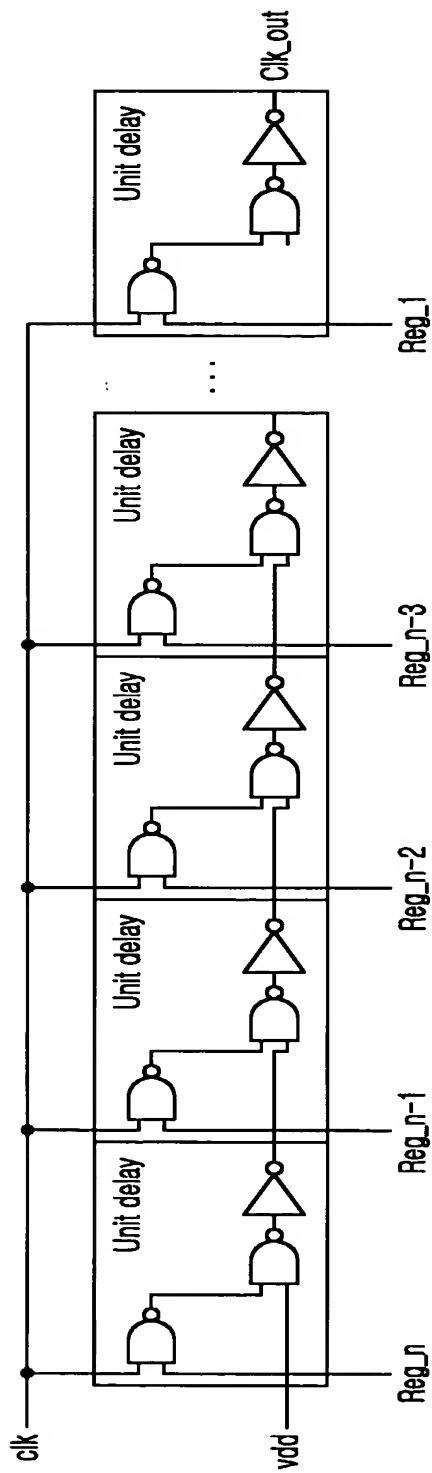 clk
vdd
Unit delay
Reg_n
Unit delay
Reg_n-1
Unit delay
Reg_n-2
Unit delay
Reg_n-3
...
Unit delay
Reg_1
Clk_out